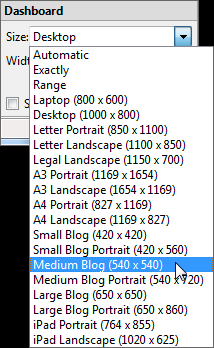 Dashboard
Size: Desktop
Widt
Automatic
Exactly
Range
Laptop (800 x 600)
Desktop (1000 x 800)
Letter Portrait (850 x 1100)
Letter Landscape (1100 x 850)
Legal Landscape (1150 x 700)
A3 Portrait (1169 x 1654)
A3 Landscape (1654 x 1169)
A4 Portrait (827 x 1169)
A4 Landscape (1169 x 827)
Small Blog (420 x 420)
Small Blog Portrait (420 x 560)
Medium Blog (540 x 540)
Medium Blog Portrait (540 x 720)
Large Blog (650 x 650)
Large Blog Portrait (650 x 860)
iPad Portrait (764 x 855)
iPad Landscape (1020 x 625)